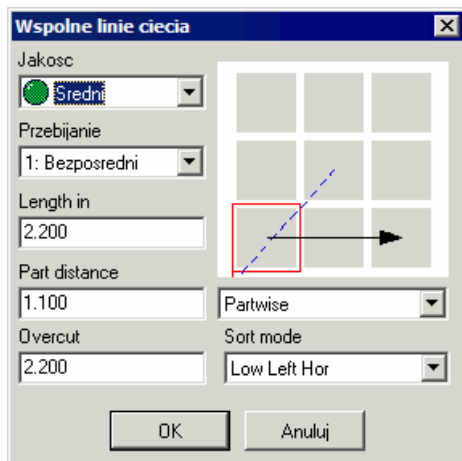 Wspolne linie ciecia
Jakosc
Sredni
Przebijanie
1: Bezposredni
Length in
2.200
Part distance
1.100
Partwise
Overcut
Sort mode
2.200
Low Left Hor
OK
Anuluj